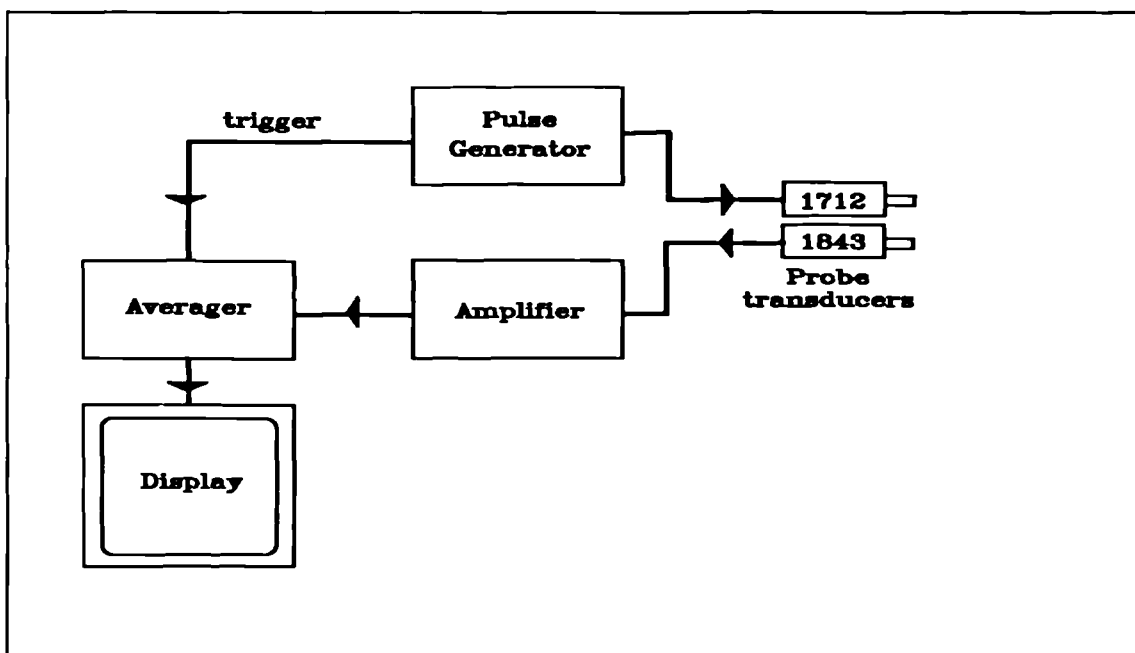 trigger
Pulse
Generator
1712
1843
Probe
transducers
Averager
Amplifier
Display